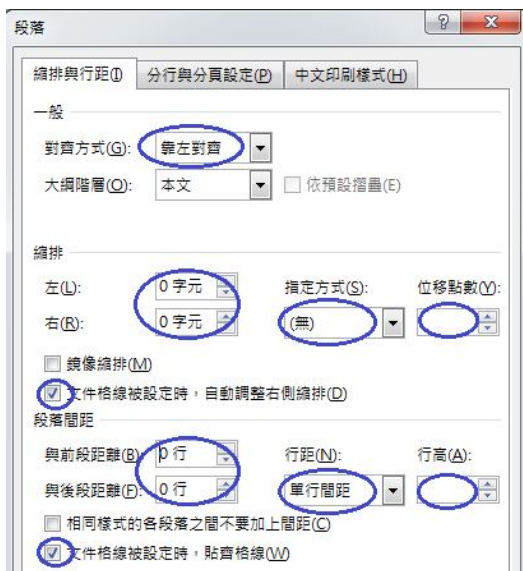 段落
縮排與行距(I) 分行與分頁設定(P) 中文印刷樣式(H)
一般
對齊方式(G): 靠左對齊
大綱階層(O): 本文 依預設摺疊(E)
縮排
左(L): 0 字元 指定方式(S): 位移點數(Y):
右(R): 0 字元 (無)
鏡像縮排(M)
文件格線被設定時，自動調整右側縮排(D)
段落間距
與前段距離(B): 0 行 行距(N): 行高(A):
與後段距離(F): 0 行 單行間距
相同樣式的各段落之間不要加上間距(C)
文件格線被設定時，貼齊格線(W)